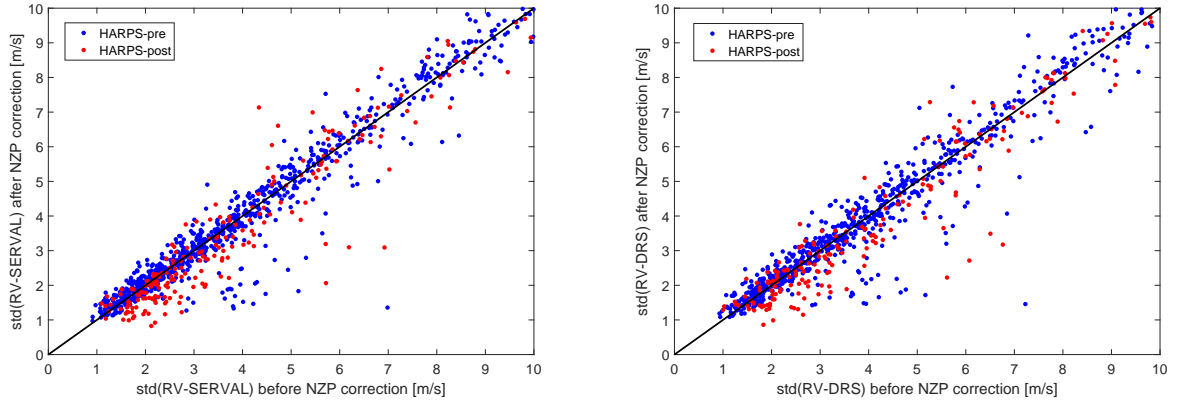 10
9
8
7
6
5
4
3
2
1
0
std(RV-SERVAL) after NZP correction [m/s]
HARPS-pre
HARPS-post
0 1 2 3 4 5 6 7 8 9 10
std(RV-SERVAL) before NZP correction [m/s]
10
9
8
7
6
5
4
3
2
1
0
std(RV-DRS) after NZP correction [m/s]
HARPS-pre
HARPS-post
0 1 2 3 4 5 6 7 8 9 10
std(RV-DRS) before NZP correction [m/s]